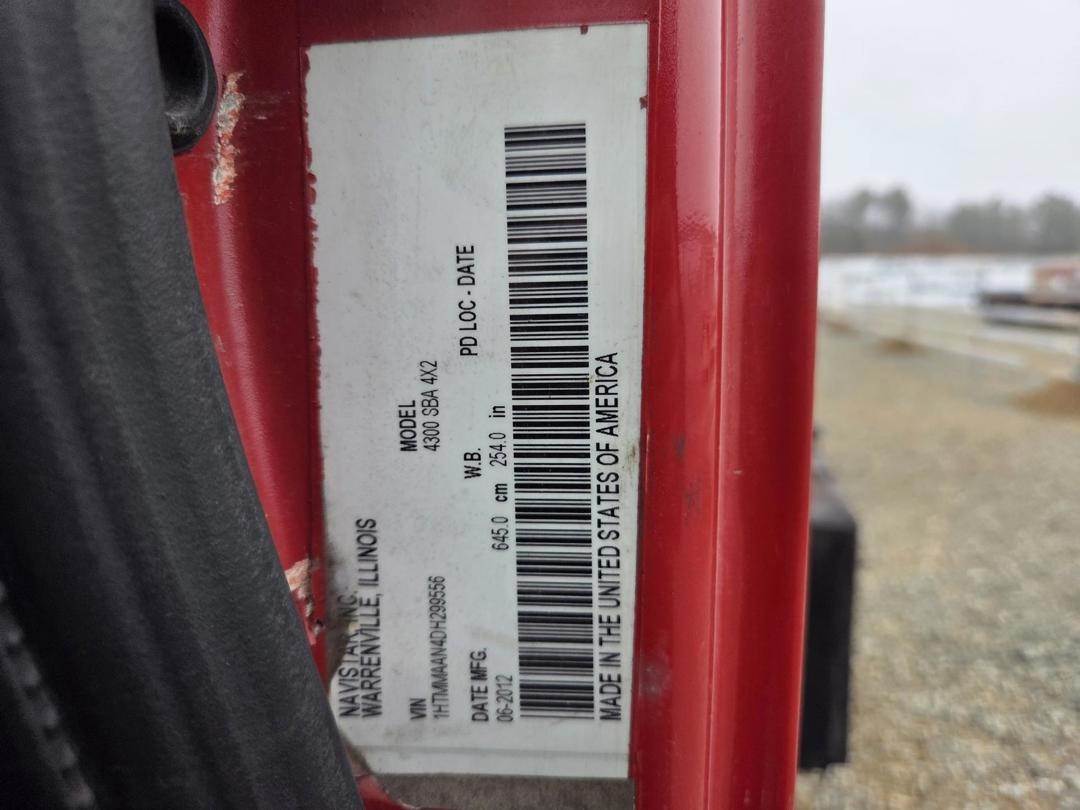 NAVISTAR, INC.
WARRENVILLE, ILLINOIS
VIN
1HTMMAAN4DH299556
MODEL
4300 SBA 4X2
DATE MFG.
06-2012
W.B.
645.0 cm 254.0 in
PD LOC - DATE
MADE IN THE UNITED STATES OF AMERICA